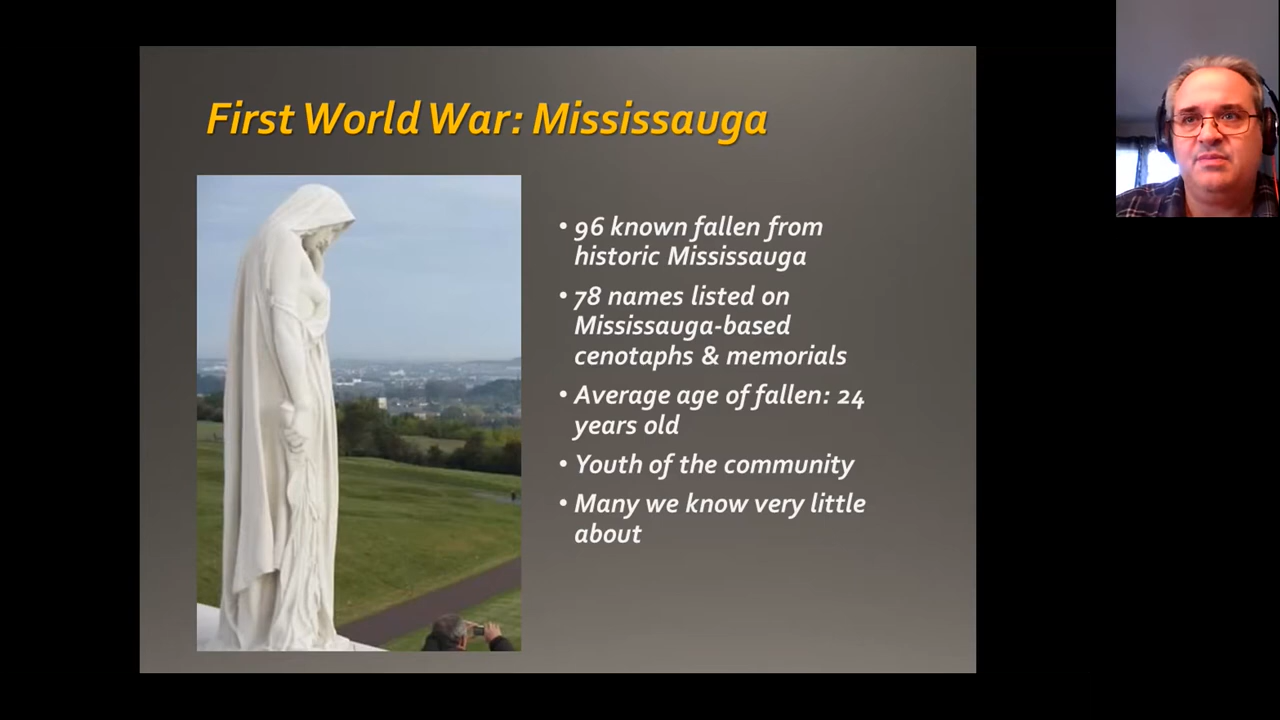 First World War: Mississauga
• 96 known fallen from
historic Mississauga
• 78 names listed on
Mississauga-based
cenotaphs & memorials
• Average age of fallen: 24
years old
• Youth of the community
• Many we know very little
about